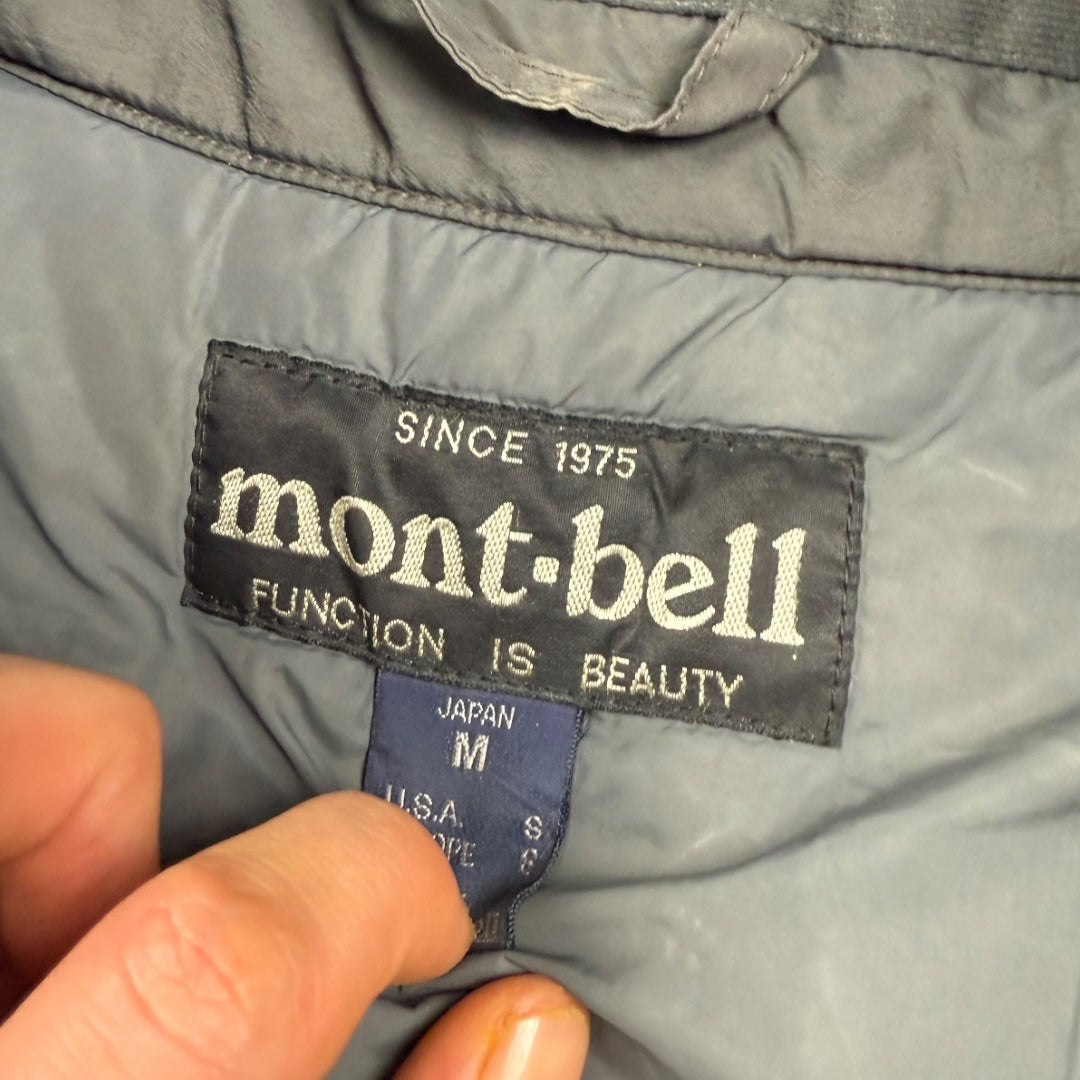 SINCE 1975
mont·bell
FUNCTION IS BEAUTY
JAPAN
M
U.S.A. S